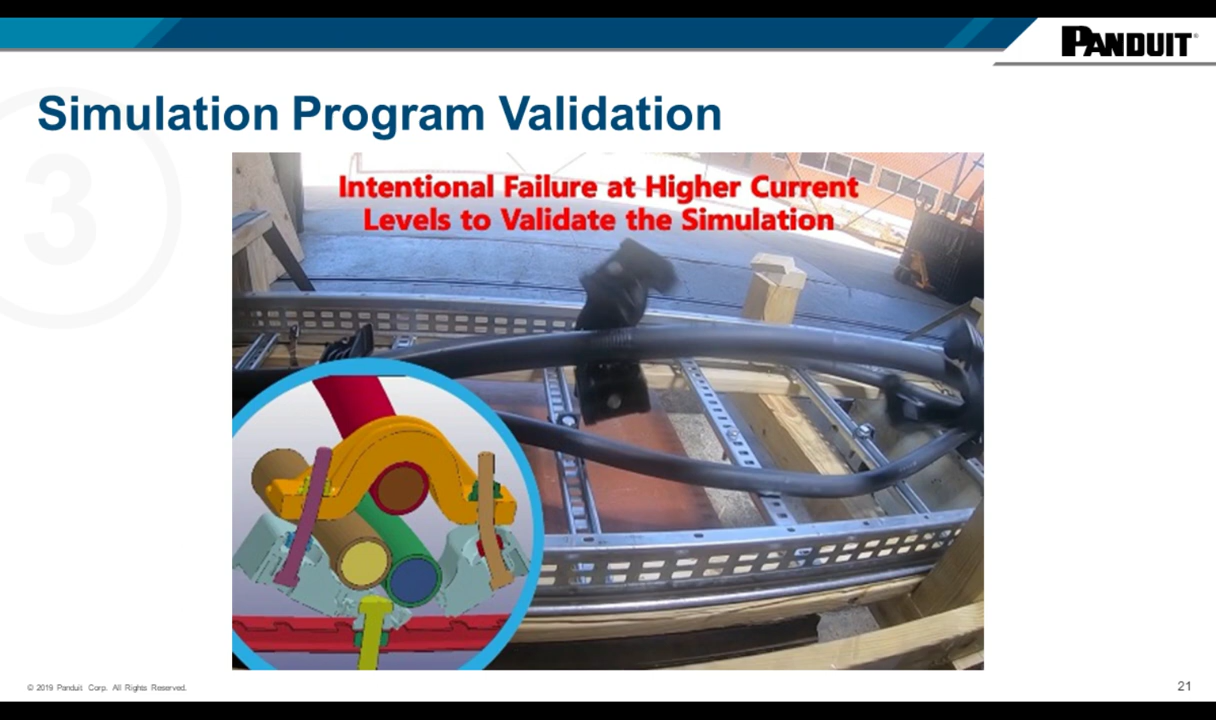 PANDUIT
Simulation Program Validation
3
Intentional Failure at Higher Current
Levels to Validate the Simulation
© 2019 Panduit Corp. All Rights Reserved.
21